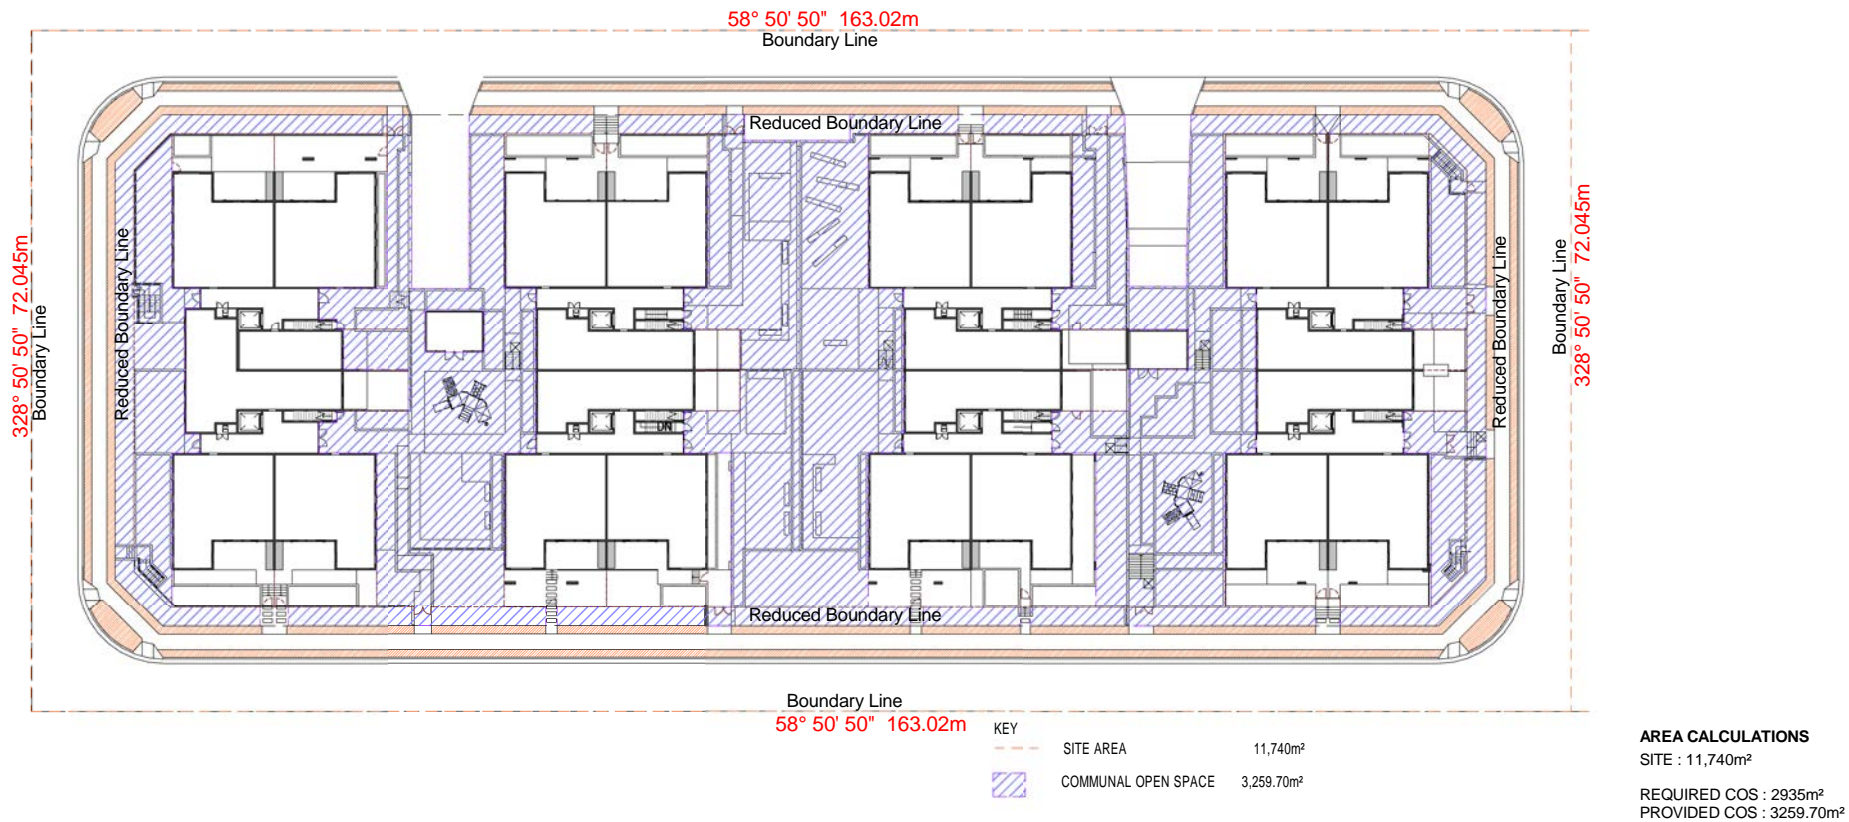 58° 50' 50" 163.02m
Boundary Line
Reduced Boundary Line
328° 50' 50" 72.045m
Boundary Line
Reduced Boundary Line
DN
Reduced Boundary Line
Boundary Line
328° 50' 50" 72.045m
Reduced Boundary Line
Boundary Line
58° 50' 50" 163.02m
KEY
SITE AREA 11,740m²
COMMUNAL OPEN SPACE 3,259.70m²
AREA CALCULATIONS
SITE : 11,740m²
REQUIRED COS : 2935m²
PROVIDED COS : 3259.70m²